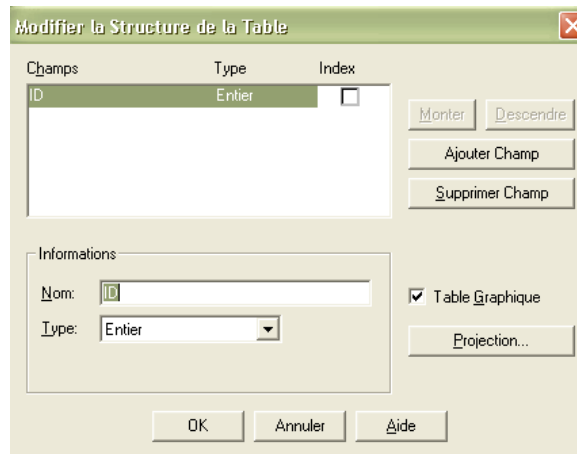 Modifier la Structure de la Table
Champs Type Index
ID Entier
Monter Descendre
Ajouter Champ
Supprimer Champ
Informations
Nom: ID
Table Graphique
Type: Entier
Projection...
OK Annuler Aide